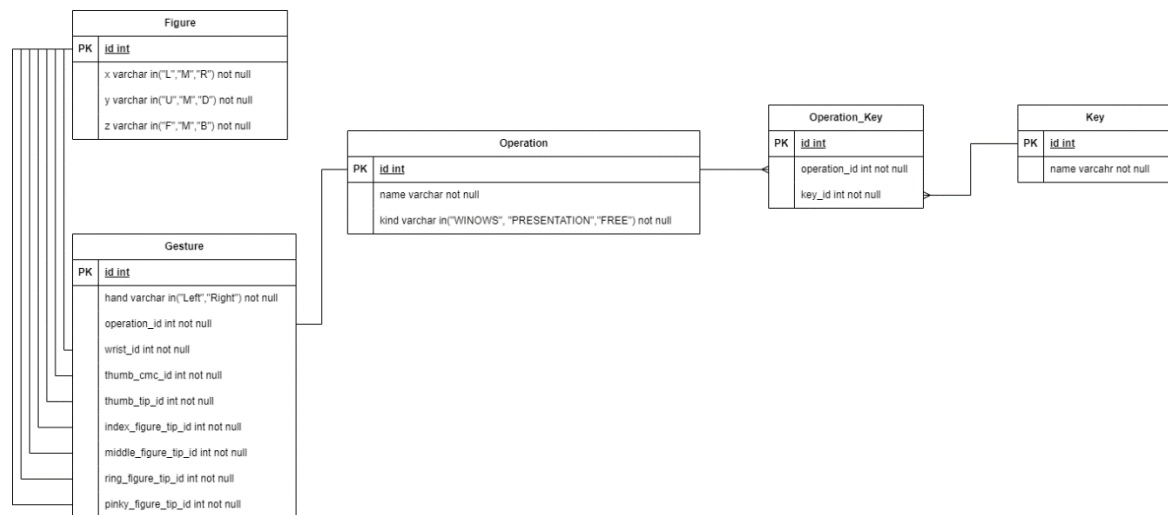 Figure
PK id int
x varchar in("L","M","R") not null
y varchar in("U","M","D") not null
z varchar in("F","M","B") not null
Operation
PK id int
name varchar not null
kind varchar in("WINOWS", "PRESENTATION","FREE") not null
Operation_Key
PK id int
operation_id int not null
key_id int not null
Key
PK id int
name varcahr not null
Gesture
PK id int
hand varchar in("Left","Right") not null
operation_id int not null
wrist_id int not null
thumb_cmc_id int not null
thumb_tip_id int not null
index_figure_tip_id int not null
middle_figure_tip_id int not null
ring_figure_tip_id int not null
pinky_figure_tip_id int not null